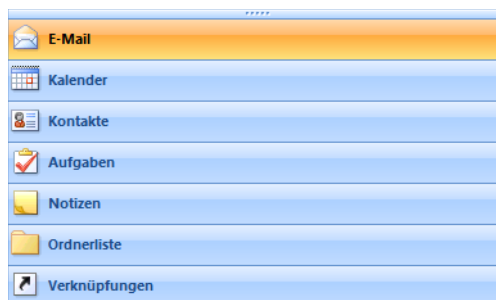 E-Mail
Kalender
Kontakte
Aufgaben
Notizen
Ordnerliste
Verknüpfungen